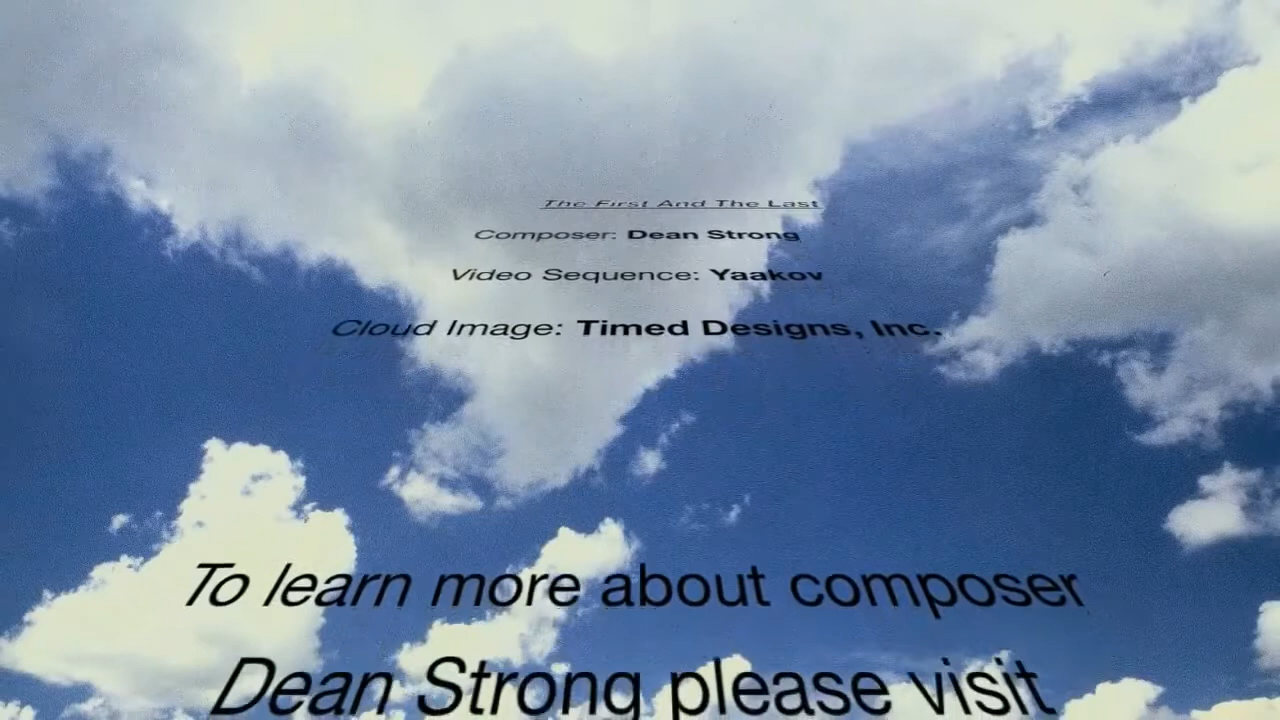 The First And The Last
Composer: Dean Strong
Video Sequence: Yaakov
Cloud Image: Timed Designs, Inc.
To learn more about composer
Dean Strong please visit